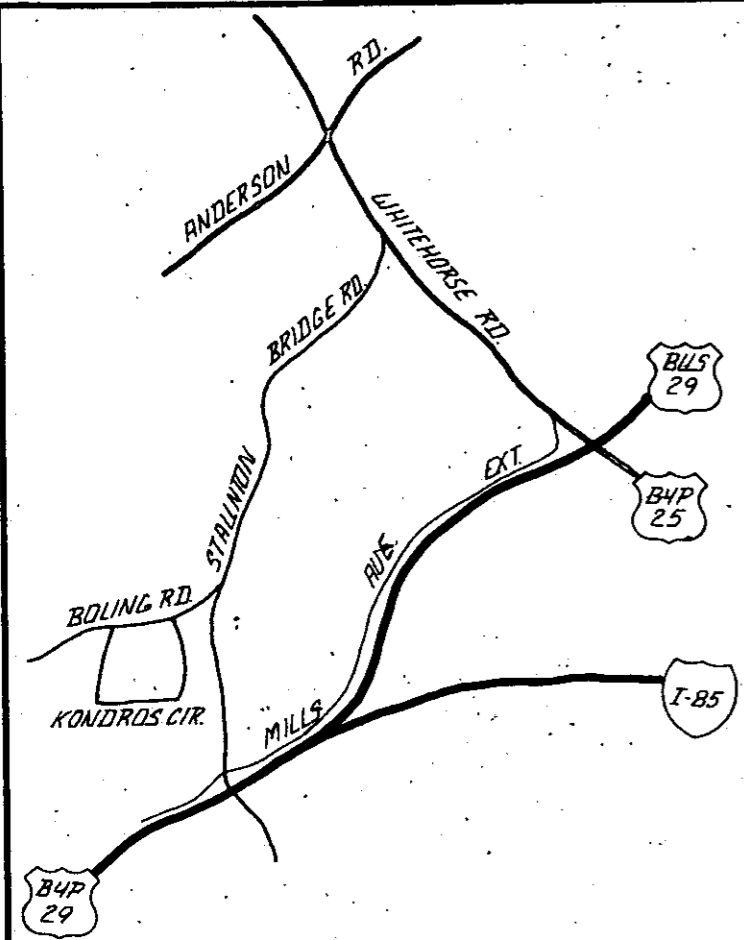 RD.
ANDERSON
WHITEHORSE RD.
BRIDGE RD.
BUS
29
EXT.
BYP
25
STAUNTON
AVE.
BOLING RD.
I-85
KONDROS CIR.
MILLS
BYP
29